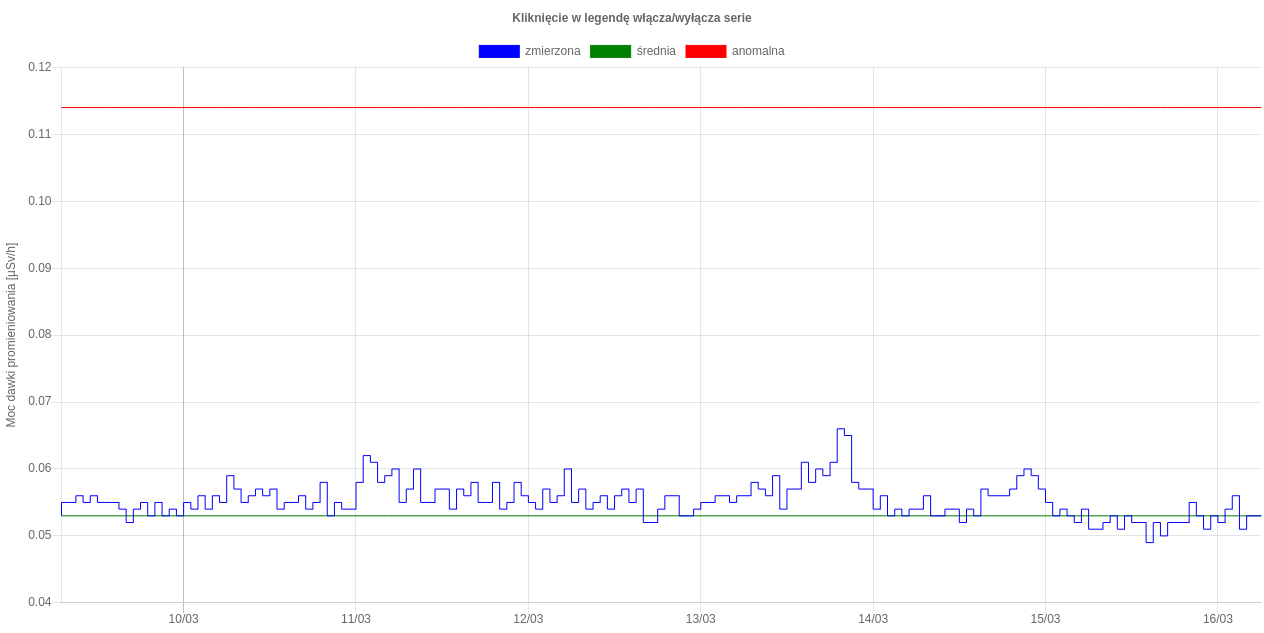 Kliknięcie w legendę włącza/wyłącza serie
zmierzona średnia anomalna
Moc dawki promieniowania [µSv/h]
0.12
0.11
0.10
0.09
0.08
0.07
0.06
0.05
0.04
10/03 11/03 12/03 13/03 14/03 15/03 16/03